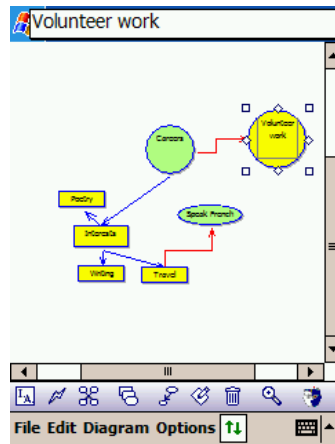 Volunteer work
Careers
Volunteer
work
Poetry
Speak French
Interests
Writing
Travel
File Edit Diagram Options